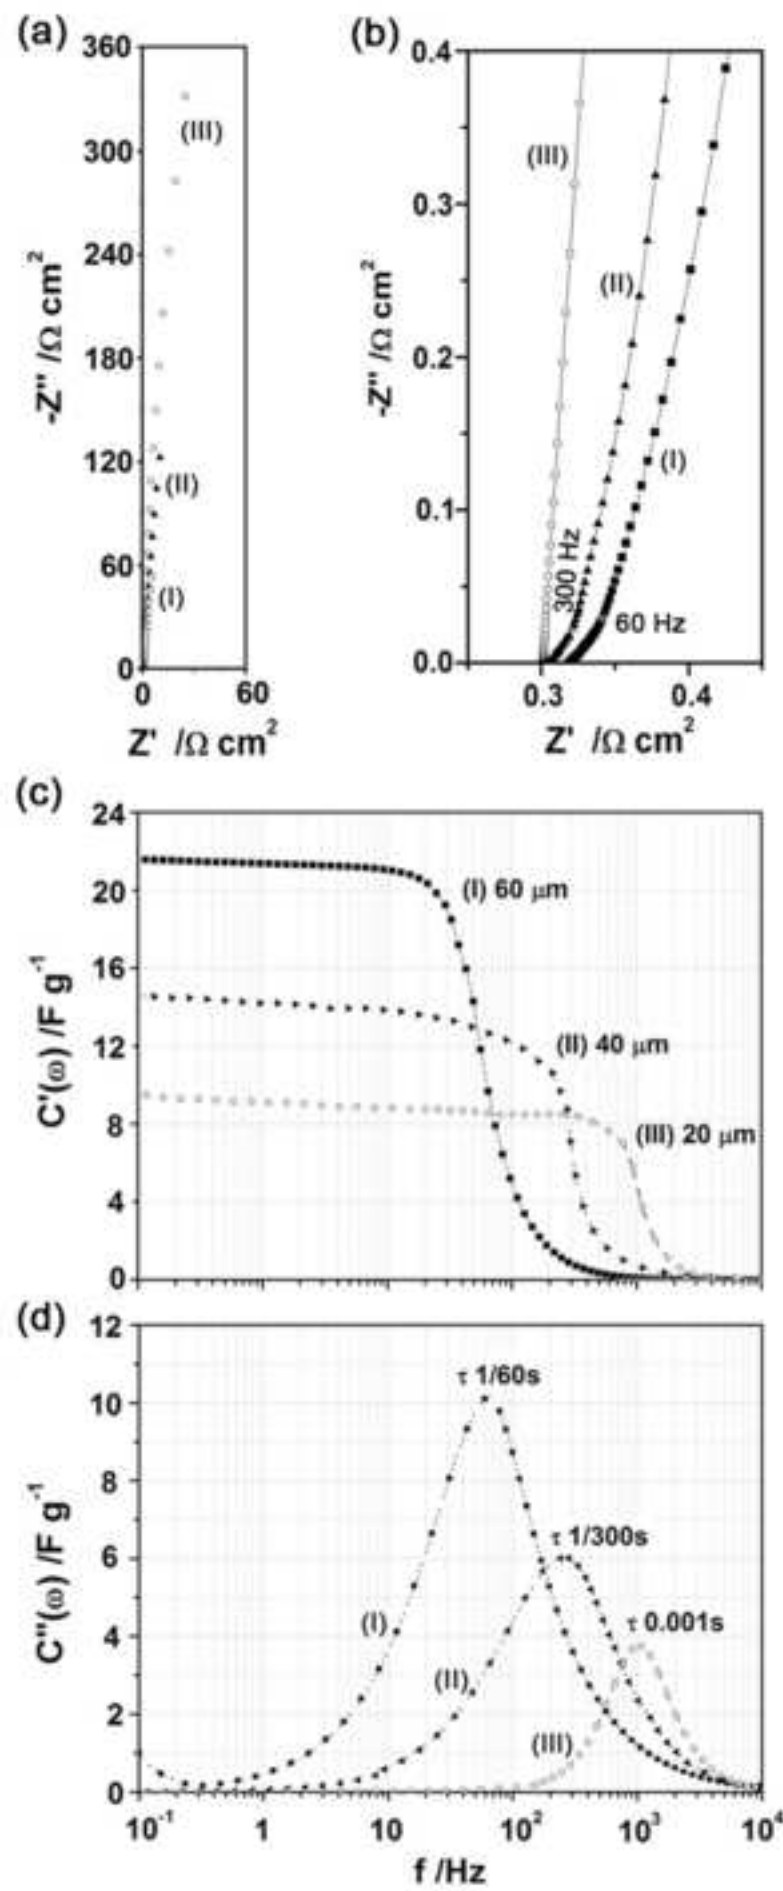 (a)
360
300
240
180
120
60
0
-Z'' /Ω cm²
(III)
(II)
(I)
0 60
Z' /Ω cm²
(b)
0.4
0.3
0.2
0.1
0.0
-Z'' /Ω cm²
(III)
(II)
(I)
300 Hz
60 Hz
0.3 0.4
Z' /Ω cm²
(c)
24
20
16
12
8
4
0
C'(ω) /F g⁻¹
(I) 60 μm
(II) 40 μm
(III) 20 μm
(d)
12
10
8
6
4
2
0
C''(ω) /F g⁻¹
τ 1/60s
τ 1/300s
τ 0.001s
(I)
(II)
(III)
10⁻¹ 1 10 10² 10³ 10⁴
f /Hz